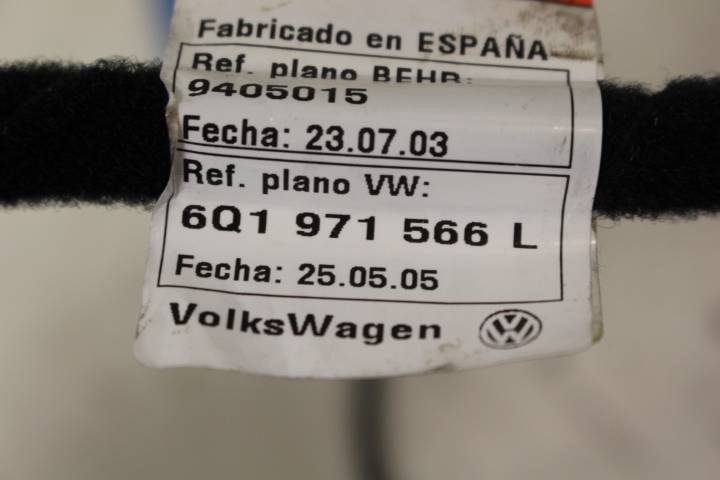 Fabricado en ESPAÑA
Ref. plano BEHR:
9405015
Fecha: 23.07.03
Ref. plano VW:
6Q1 971 566 L
Fecha: 25.05.05
VolksWagen